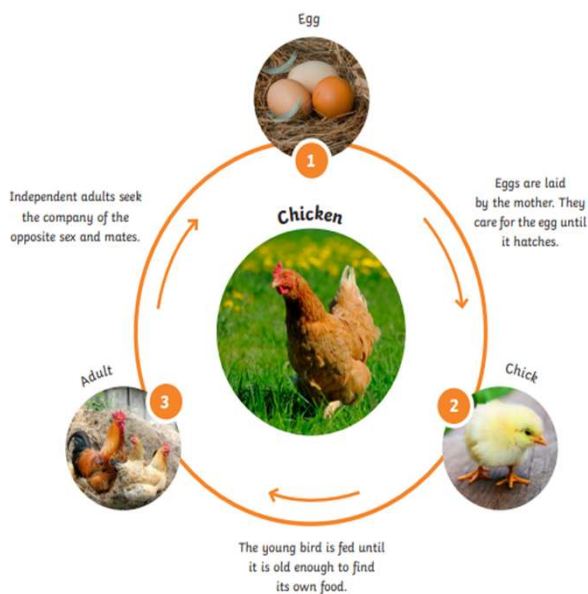 Egg
1
Eggs are laid
by the mother. They
care for the egg until
it hatches.
Chick
2
The young bird is fed until
it is old enough to find
its own food.
Adult
3
Independent adults seek
the company of the
opposite sex and mates.
Chicken